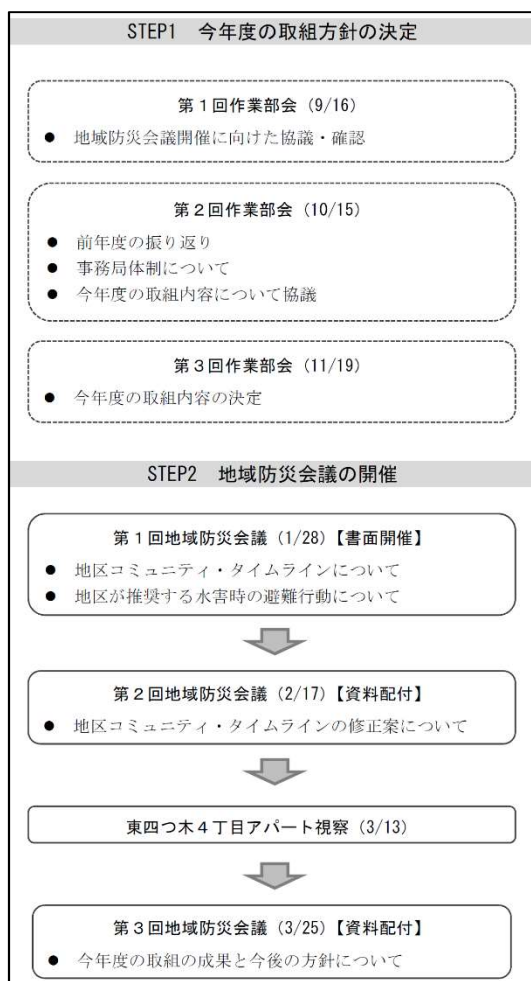 STEP1 今年度の取組方針の決定
第1回作業部会 (9/16)
● 地域防災会議開催に向けた協議・確認
第2回作業部会 (10/15)
● 前年度の振り返り
● 事務局体制について
● 今年度の取組内容について協議
第3回作業部会 (11/19)
● 今年度の取組内容の決定
STEP2 地域防災会議の開催
第1回地域防災会議 (1/28)【書面開催】
● 地区コミュニティ・タイムラインについて
● 地区が推奨する水害時の避難行動について
第2回地域防災会議 (2/17)【資料配付】
● 地区コミュニティ・タイムラインの修正案について
東四つ木4丁目アパート視察 (3/13)
第3回地域防災会議 (3/25)【資料配付】
● 今年度の取組の成果と今後の方針について